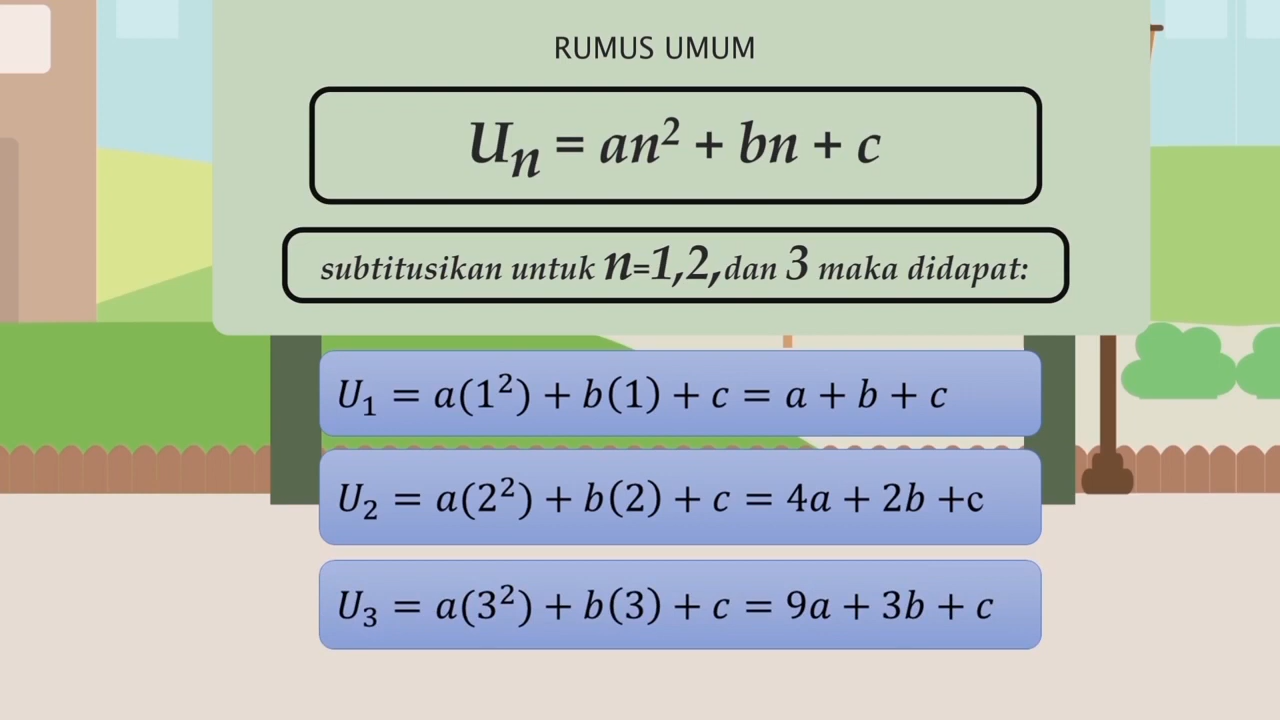 RUMUS UMUM
Uₙ = an² + bn + c
subtitusikan untuk n=1,2,dan 3 maka didapat:
U₁ = a(1²) + b(1) + c = a + b + c
U₂ = a(2²) + b(2) + c = 4a + 2b +c
U₃ = a(3²) + b(3) + c = 9a + 3b + c